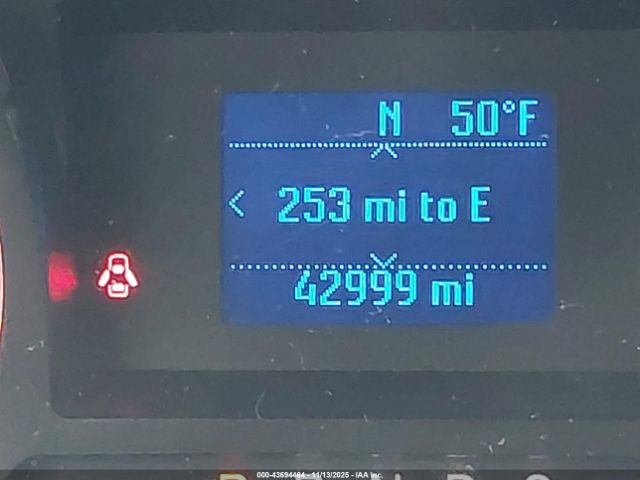 N 50°F
253 mi to E
42999 mi
000-43694464 - 11/13/2025 - IAA Inc.